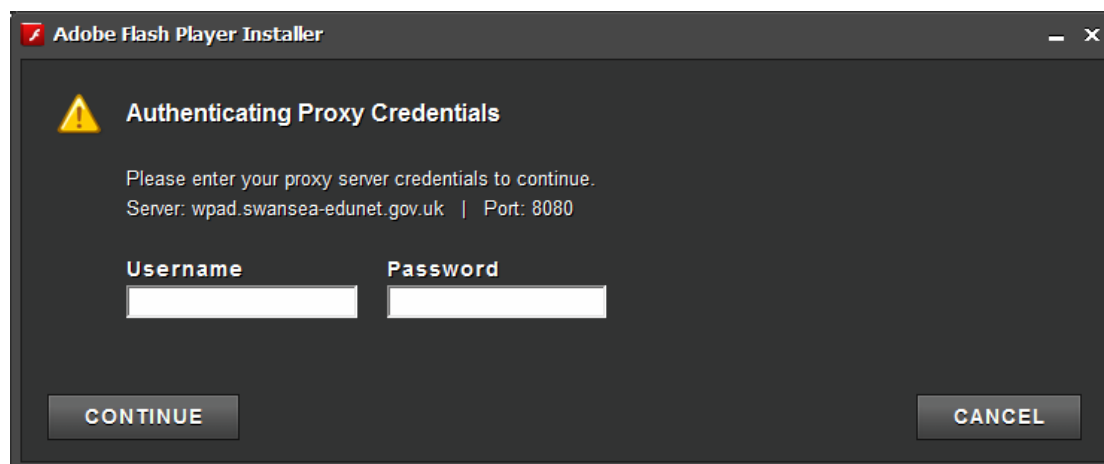 Adobe Flash Player Installer
Authenticating Proxy Credentials
Please enter your proxy server credentials to continue.
Server: wpad.swansea-edunet.gov.uk | Port: 8080
Username Password
CONTINUE CANCEL